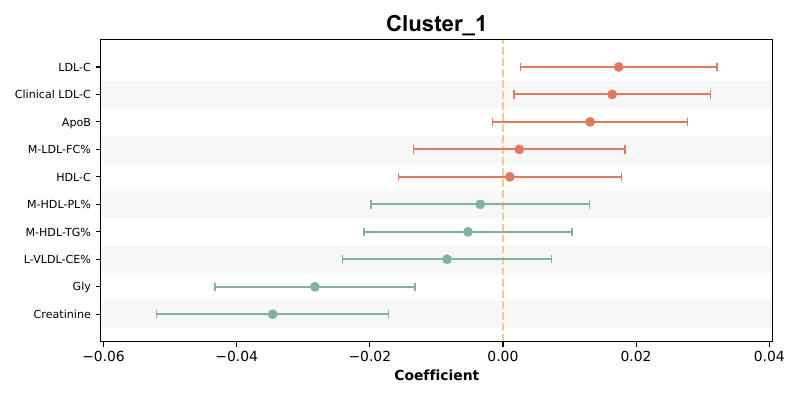 Cluster_1
LDL-C
Clinical LDL-C
ApoB
M-LDL-FC%
HDL-C
M-HDL-PL%
M-HDL-TG%
L-VLDL-CE%
Gly
Creatinine
−0.06 −0.04 −0.02 0.00 0.02 0.04
Coefficient